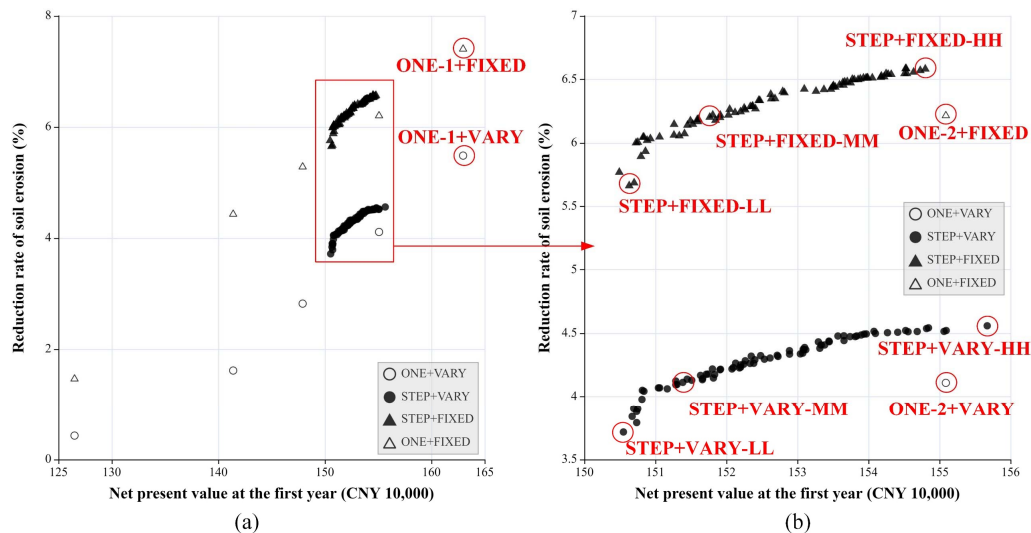 8
6
4
2
0
125
130
140
150
160
165
Reduction rate of soil erosion (%)
Net present value at the first year (CNY 10,000)
ONE-1+FIXED
ONE-1+VARY
ONE+VARY
STEP+VARY
STEP+FIXED
ONE+FIXED
(a)
7
6.5
6
5.5
5
4.5
4
3.5
150
151
152
153
154
155
156
Reduction rate of soil erosion (%)
Net present value at the first year (CNY 10,000)
STEP+FIXED-HH
STEP+FIXED-MM
ONE-2+FIXED
STEP+FIXED-LL
ONE+VARY
STEP+VARY
STEP+FIXED
ONE+FIXED
STEP+VARY-HH
STEP+VARY-MM
ONE-2+VARY
STEP+VARY-LL
(b)